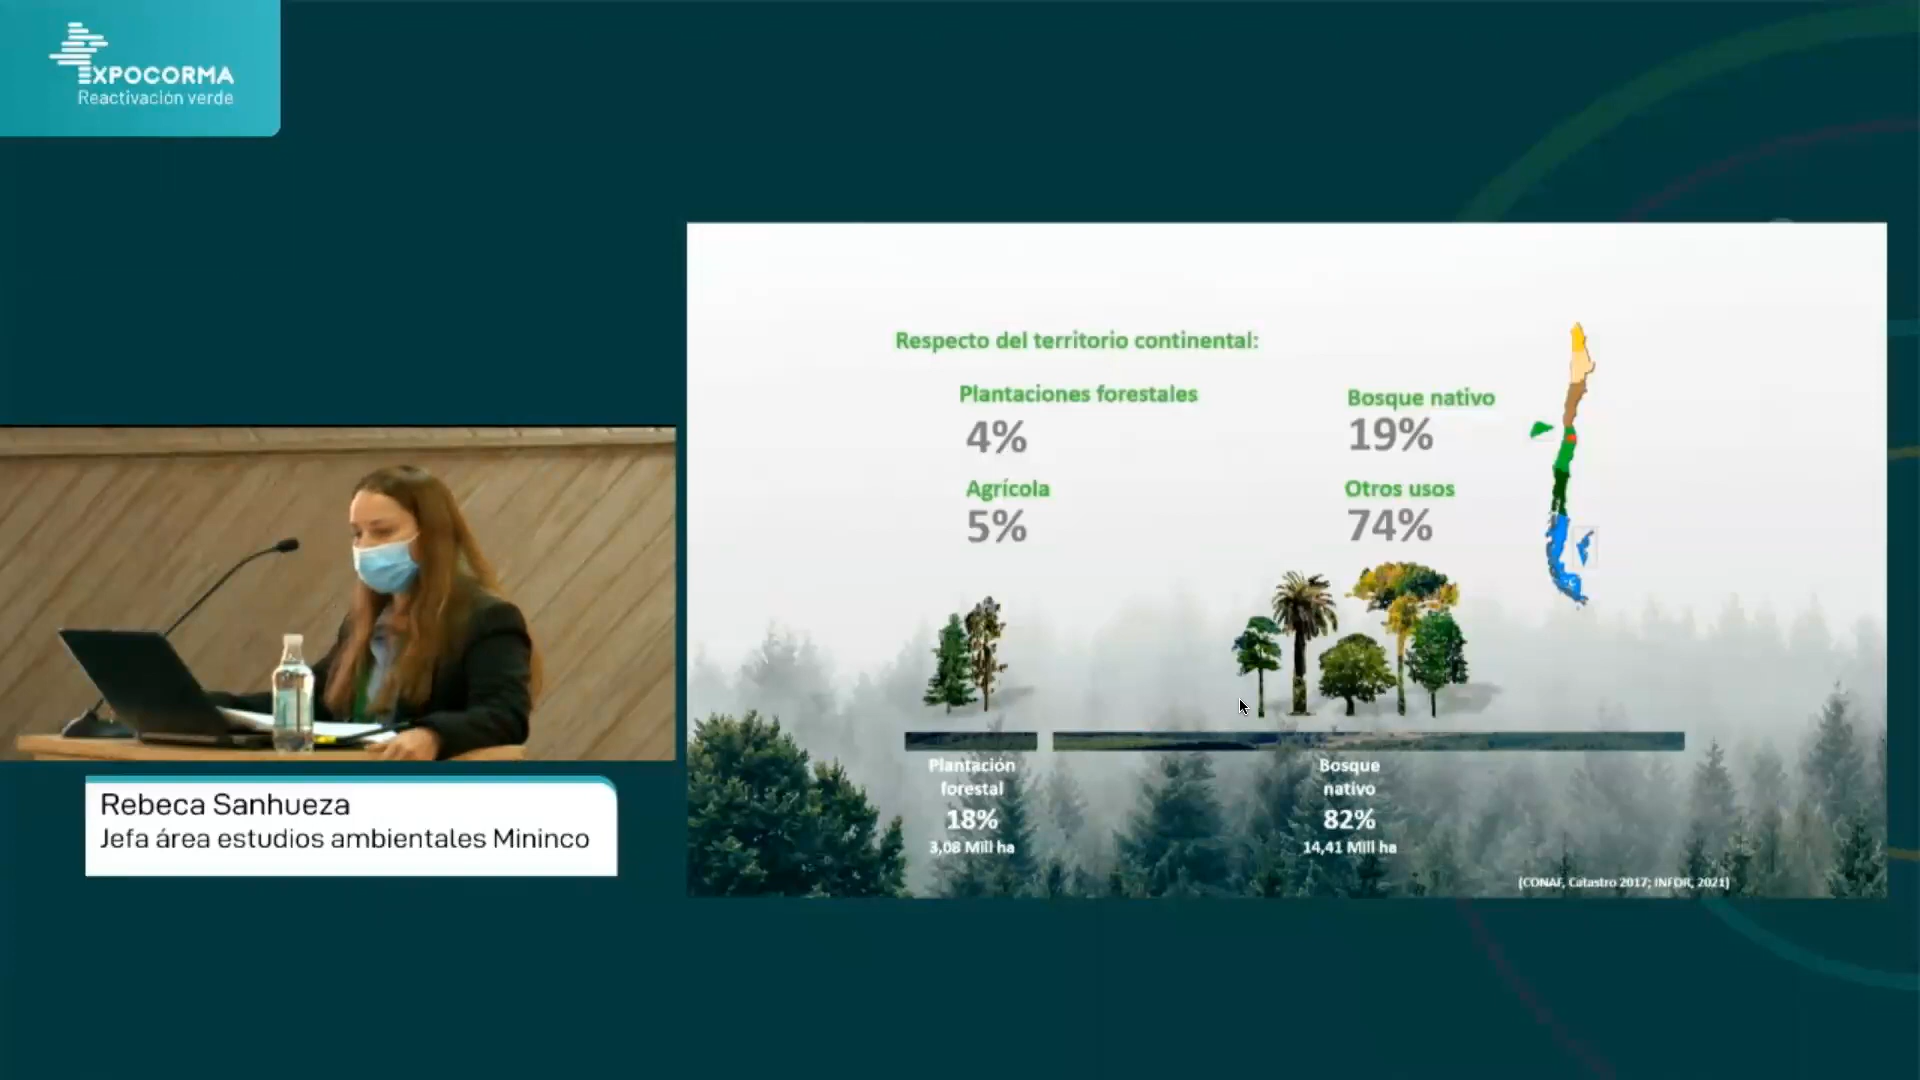 EXPOCORMA
Reactivación verde
Respecto del territorio continental:
Plantaciones forestales
4%
Bosque nativo
19%
Agrícola
5%
Otros usos
74%
Plantación
forestal
18%
3,08 Mill ha
Bosque
nativo
82%
14,41 Mill ha
(CONAF, Catastro 2017; INFOR, 2021)
Rebeca Sanhueza
Jefa área estudios ambientales Mininco